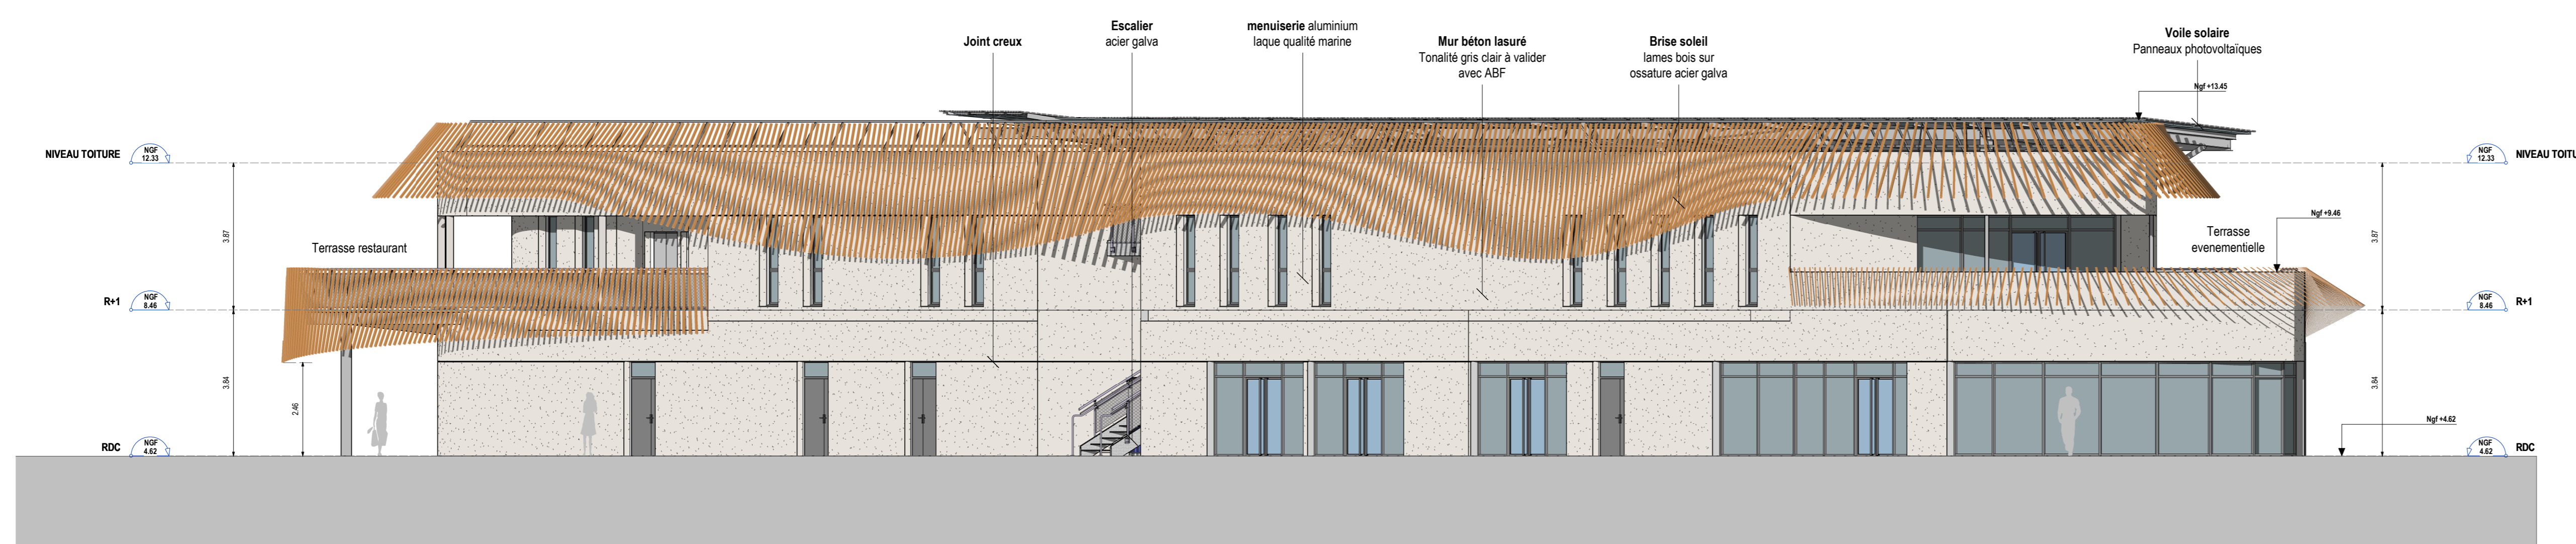 Joint creux
Escalier
acier galva
menuiserie aluminium
laque qualité marine
Mur béton lasuré
Tonalité gris clair à valider
avec ABF
Brise soleil
lames bois sur
ossature acier galva
Voile solaire
Panneaux photovoltaïques
Ngf +13.45
NIVEAU TOITURE
NGF
12.33
NGF
12.33
NIVEAU TOITU
3.87
Terrasse restaurant
Ngf +9.46
Terrasse
evenementielle
3.87
R+1
NGF
8.46
NGF
8.46
R+1
3.84
2.46
3.84
Ngf +4.62
RDC
NGF
4.62
NGF
4.62
RDC